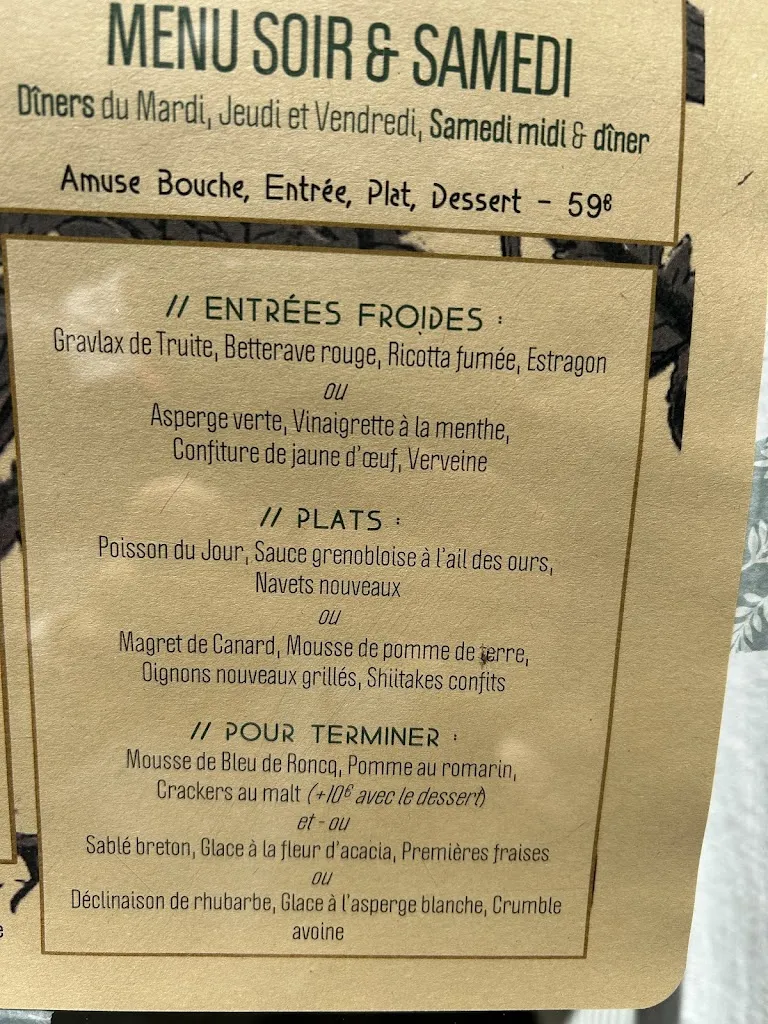 MENU SOIR & SAMEDI
Dîners du Mardi, Jeudi et Vendredi, Samedi midi & dîner
Amuse Bouche, Entrée, Plat, Dessert - 59€
// ENTRÉES FROIDES :
Gravlax de Truite, Betterave rouge, Ricotta fumée, Estragon
ou
Asperge verte, Vinaigrette à la menthe,
Confiture de jaune d'œuf, Verveine
// PLATS :
Poisson du Jour, Sauce grenobloise à l'ail des ours,
Navets nouveaux
ou
Magret de Canard, Mousse de pomme de terre,
Oignons nouveaux grillés, Shiitakes confits
// POUR TERMINER :
Mousse de Bleu de Roncq, Pomme au romarin,
Crackers au malt (+10€ avec le dessert)
et - ou
Sablé breton, Glace à la fleur d'acacia, Premières fraises
ou
Déclinaison de rhubarbe, Glace à l'asperge blanche, Crumble
avoine